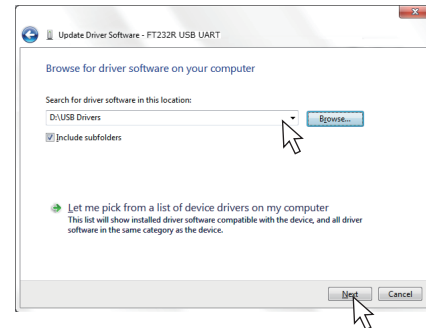 Update Driver Software - FT232R USB UART
Browse for driver software on your computer
Search for driver software in this location:
D:\USB Drivers
Browse...
Include subfolders
Let me pick from a list of device drivers on my computer
This list will show installed driver software compatible with the device, and all driver
software in the same category as the device.
Next Cancel